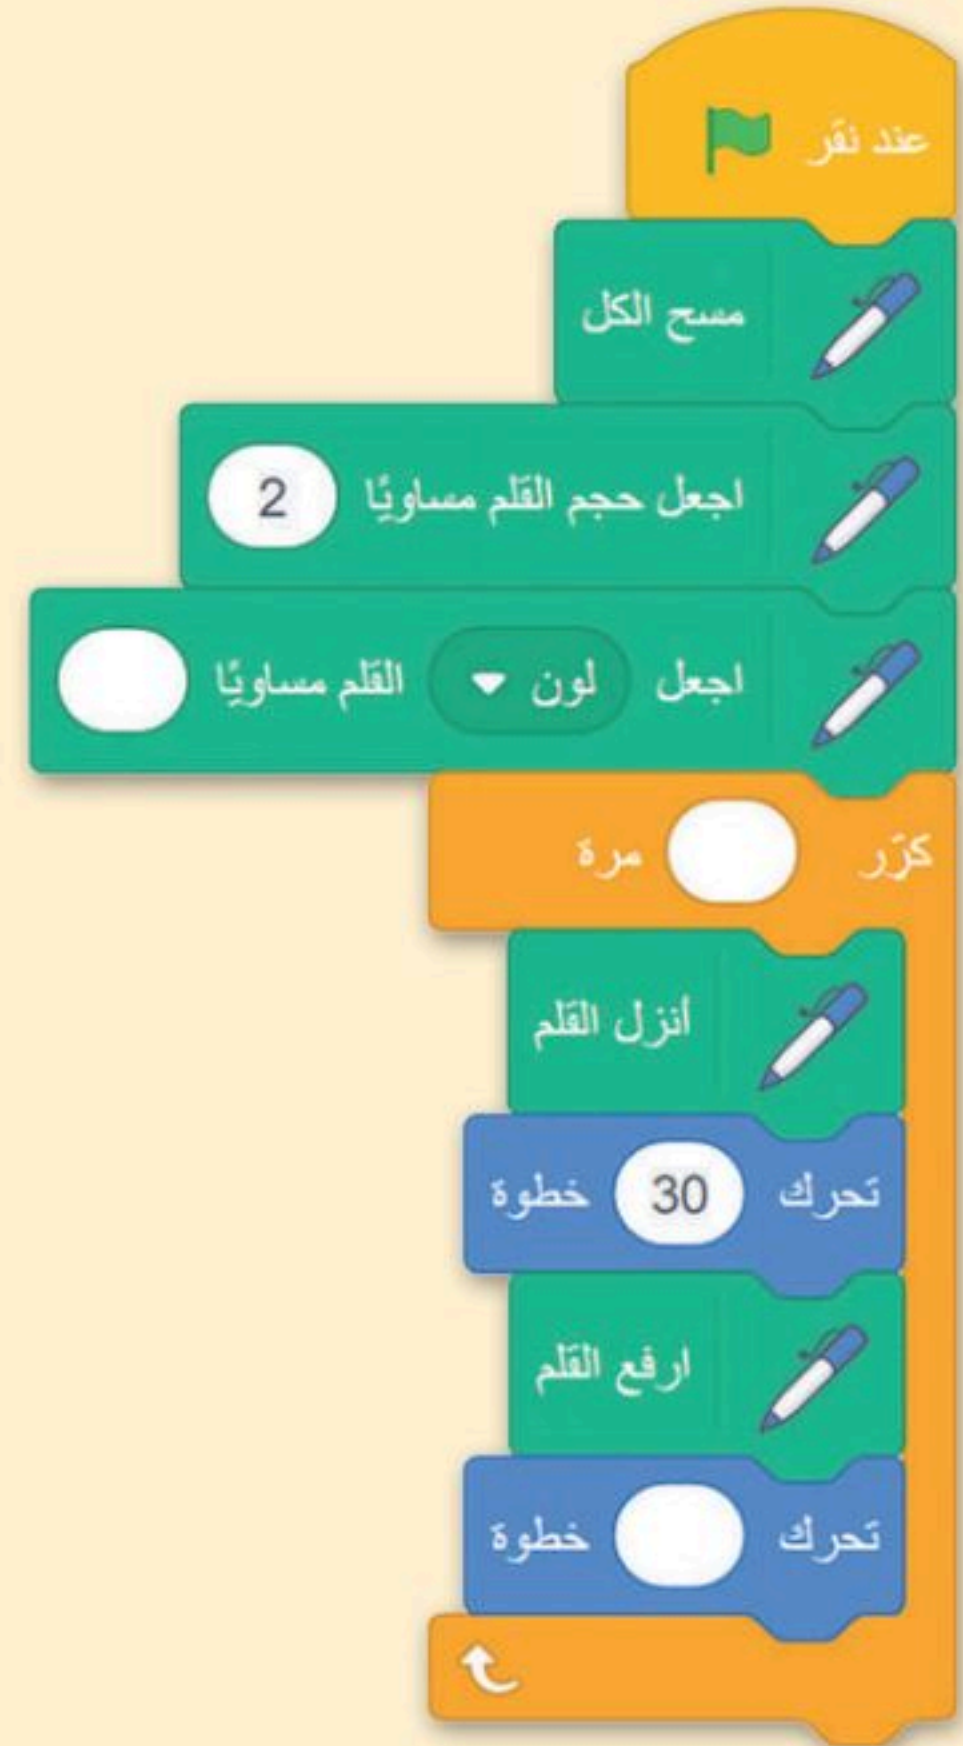 عند نقر
مسح الكل
اجعل حجم القلم مساويًا 2
اجعل لون القلم مساويًا
كرّر مرة
أنزل القلم
تحرك 30 خطوة
ارفع القلم
تحرك خطوة